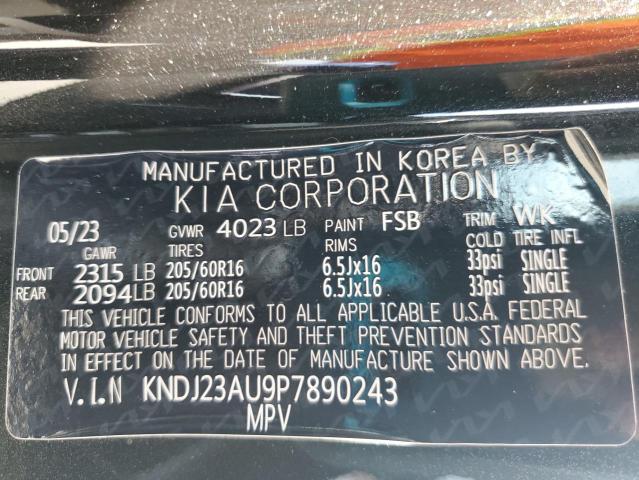 MANUFACTURED IN KOREA BY
KIA CORPORATION
05/23 GVWR 4023 LB PAINT FSB TRIM WK
GAWR TIRES RIMS COLD TIRE INFL
FRONT 2315 LB 205/60R16 6.5Jx16 33psi SINGLE
REAR 2094 LB 205/60R16 6.5Jx16 33psi SINGLE
THIS VEHICLE CONFORMS TO ALL APPLICABLE U.S.A. FEDERAL
MOTOR VEHICLE SAFETY AND THEFT PREVENTION STANDARDS
IN EFFECT ON THE DATE OF MANUFACTURE SHOWN ABOVE.
V.I.N KNDJ23AU9P7890243
MPV